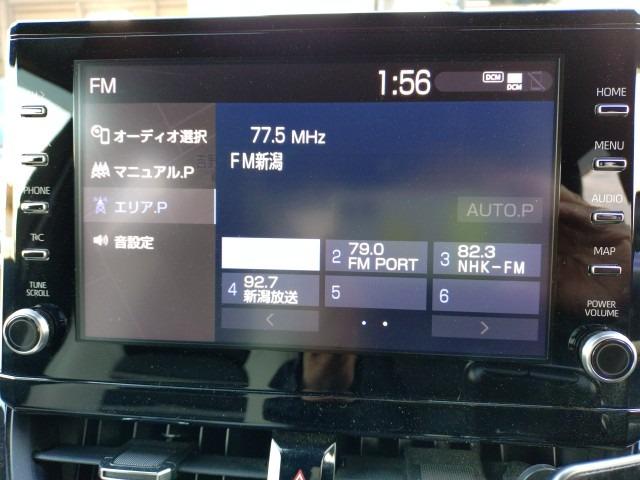 FM
1:56
DCM
DCM
オーディオ選択
マニュアル.P
エリア.P
音設定
77.5 MHz
FM新潟
AUTO.P
2 79.0 FM PORT
3 82.3 NHK-FM
4 92.7 新潟放送
5
6
PHONE
T C
TUNE
SCROLL
HOME
MENU
AUDIO
MAP
POWER
VOLUME